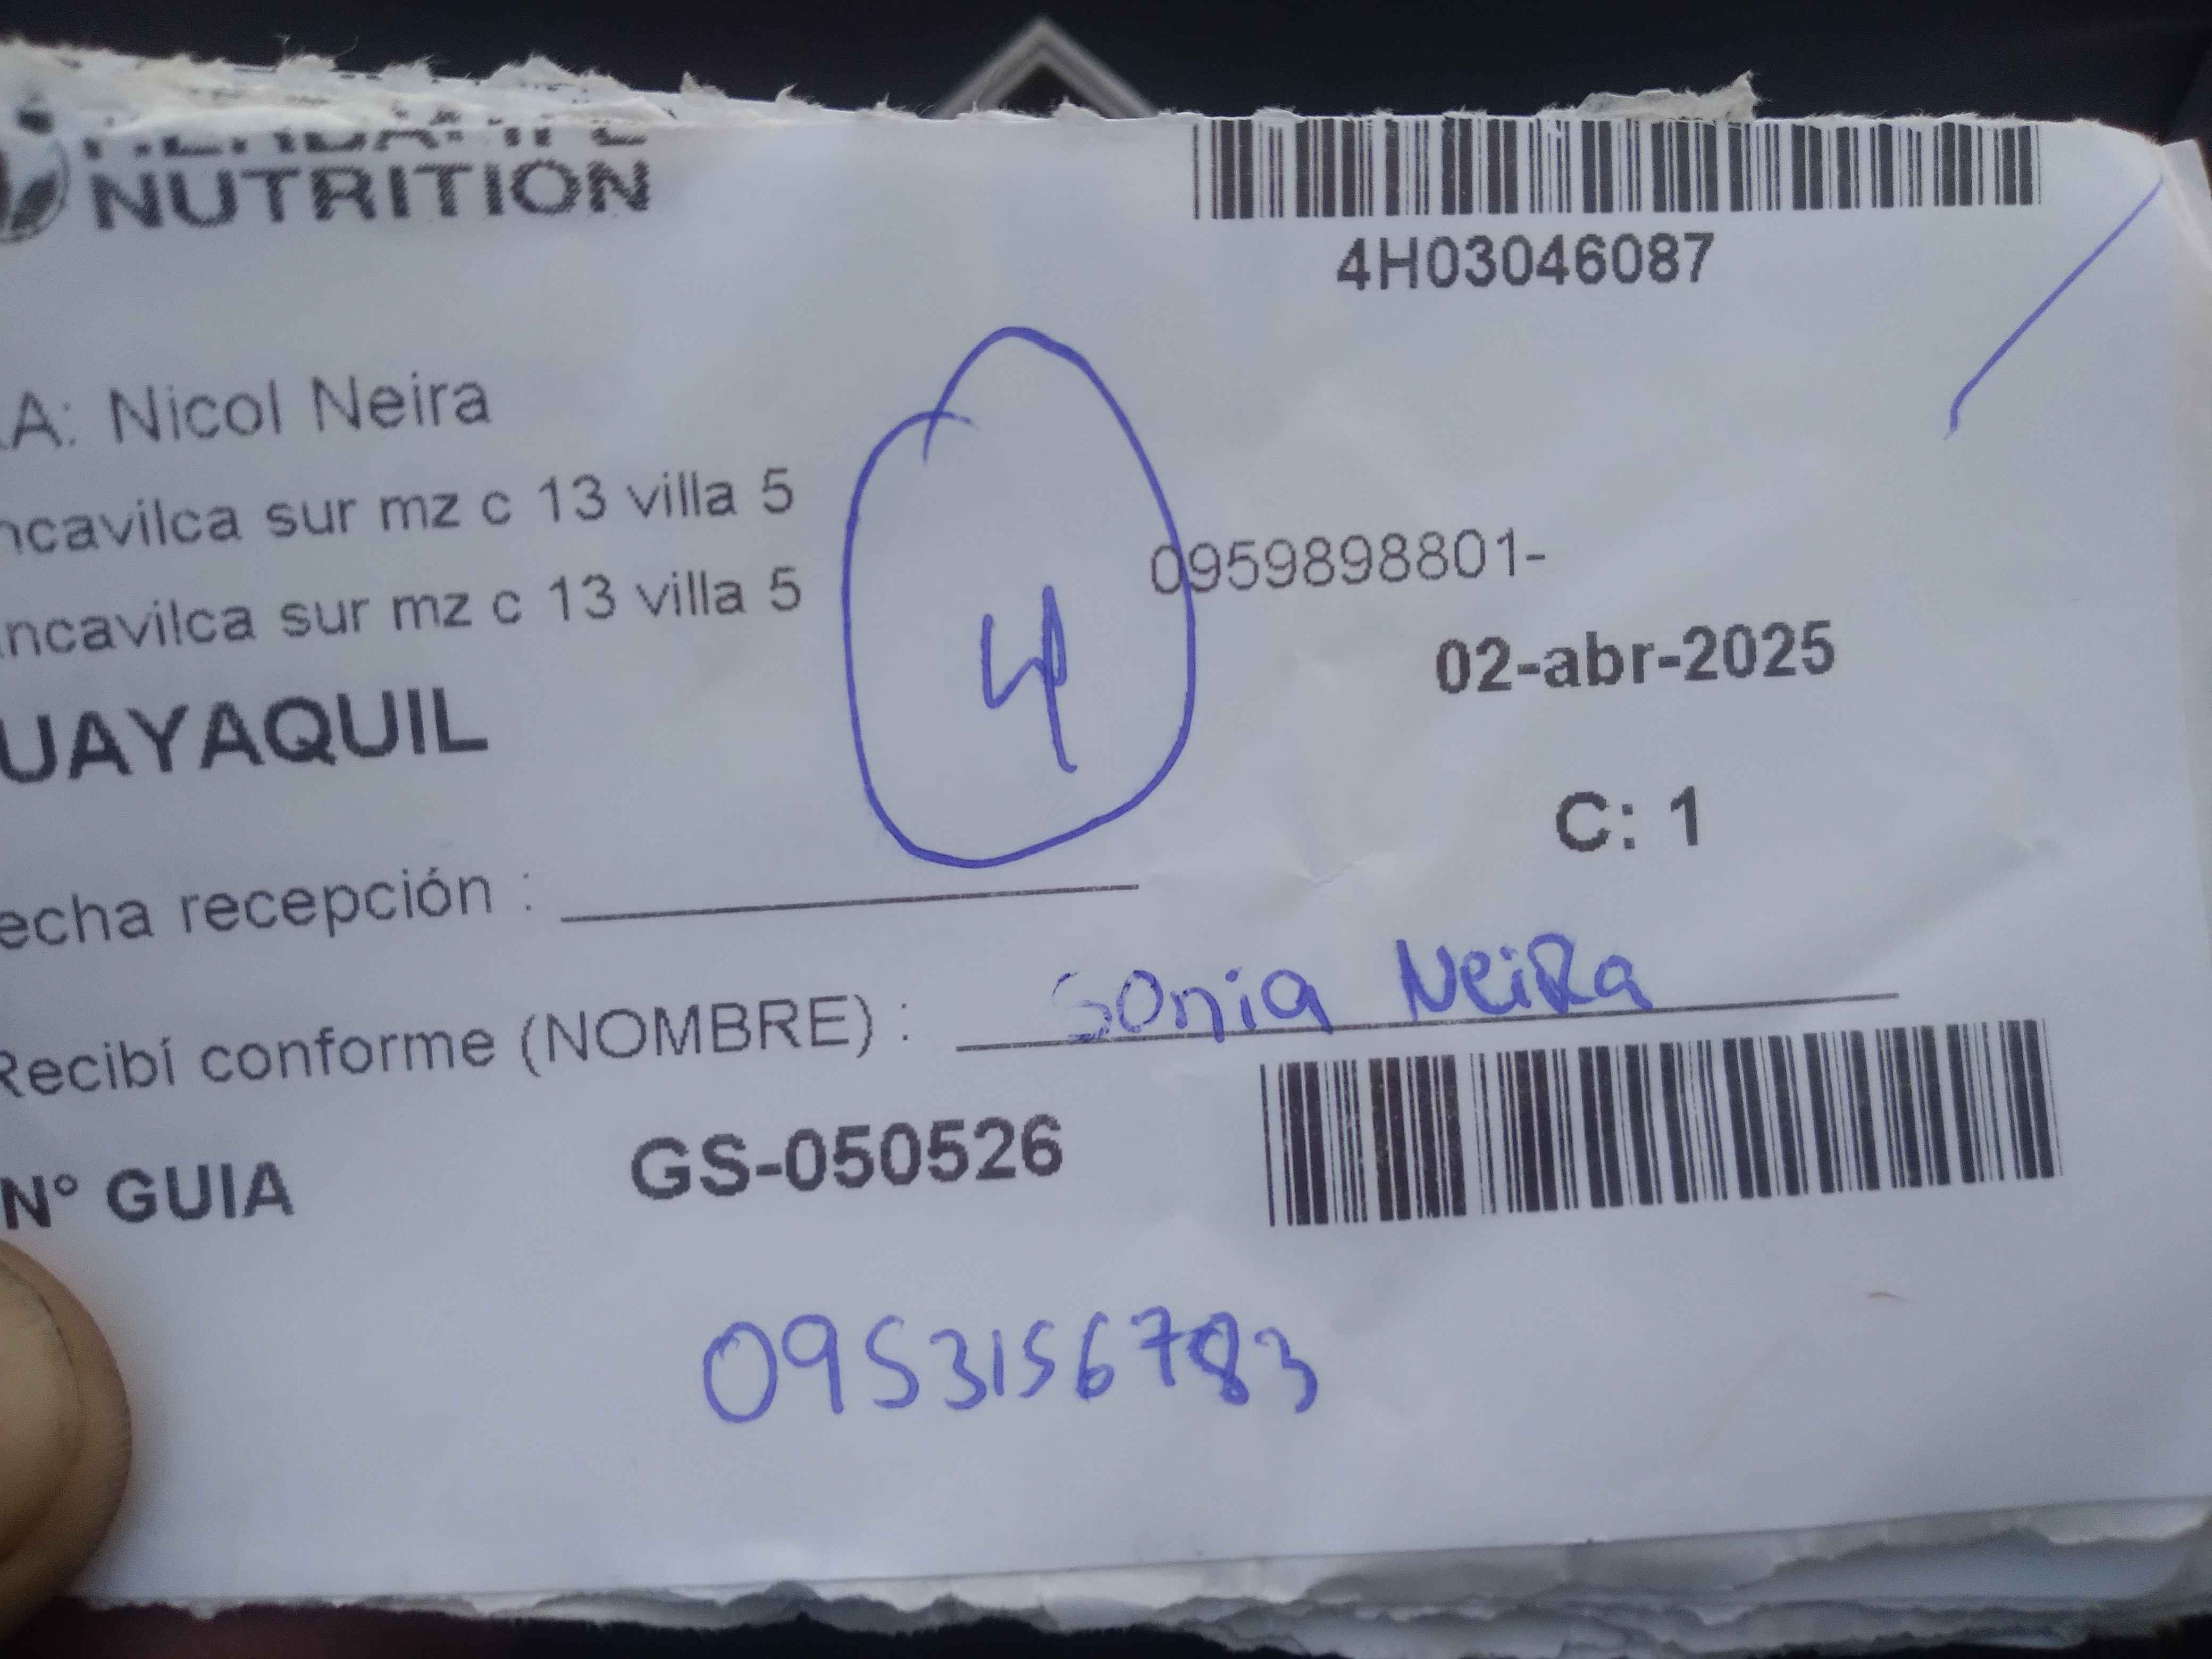 NUTRITION
4H03046087
A: Nicol Neira
ncavilca sur mz c 13 villa 5
0959898801-
ncavilca sur mz c 13 villa 5
02-abr-2025
UAYAQUIL
4
C: 1
echa recepción :
Recibí conforme (NOMBRE) : Sonia Neira
N° GUIA GS-050526
0953156783